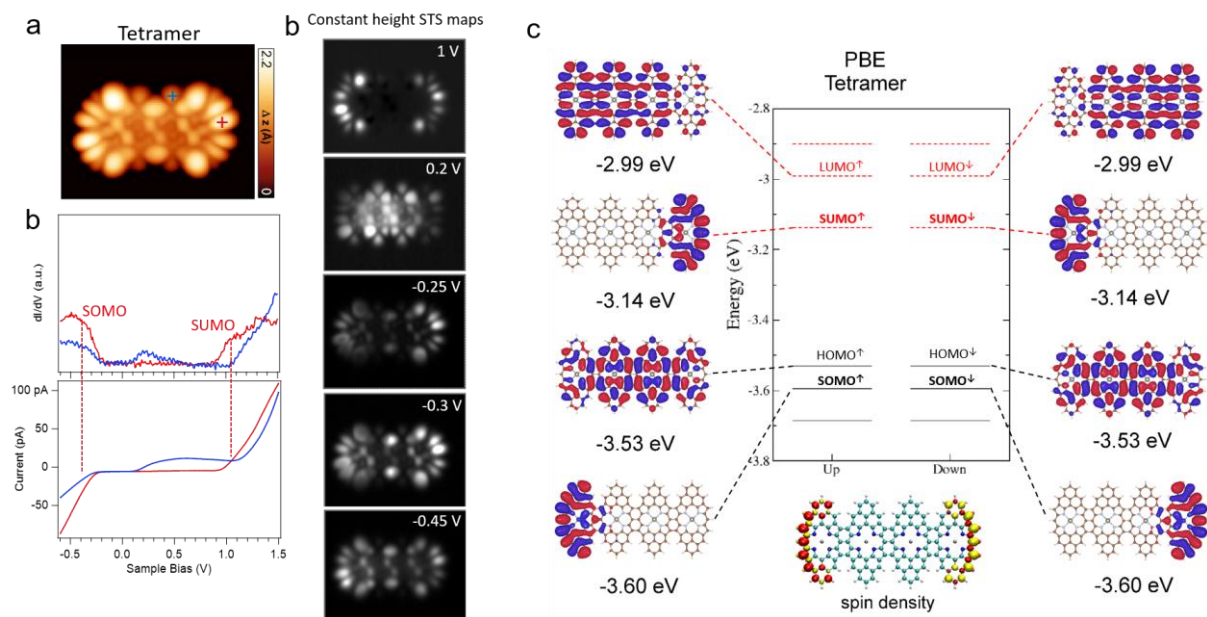 a
Tetramer
2.2
Δ z (Å)
0
b
dI/dV (a.u.)
SOMO
SUMO
100 pA
50
0
-50
Current (pA)
-0.5 0.0 0.5 1.0 1.5
Sample Bias (V)
b
Constant height STS maps
1 V
0.2 V
-0.25 V
-0.3 V
-0.45 V
c
PBE
Tetramer
-2.99 eV
-3.14 eV
-3.53 eV
-3.60 eV
Energy (eV)
-2.8
-3
-3.2
-3.4
-3.6
-3.8
LUMO↑ LUMO↓
SUMO↑ SUMO↓
HOMO↑ HOMO↓
SOMO↑ SOMO↓
Up Down
spin density
-2.99 eV
-3.14 eV
-3.53 eV
-3.60 eV